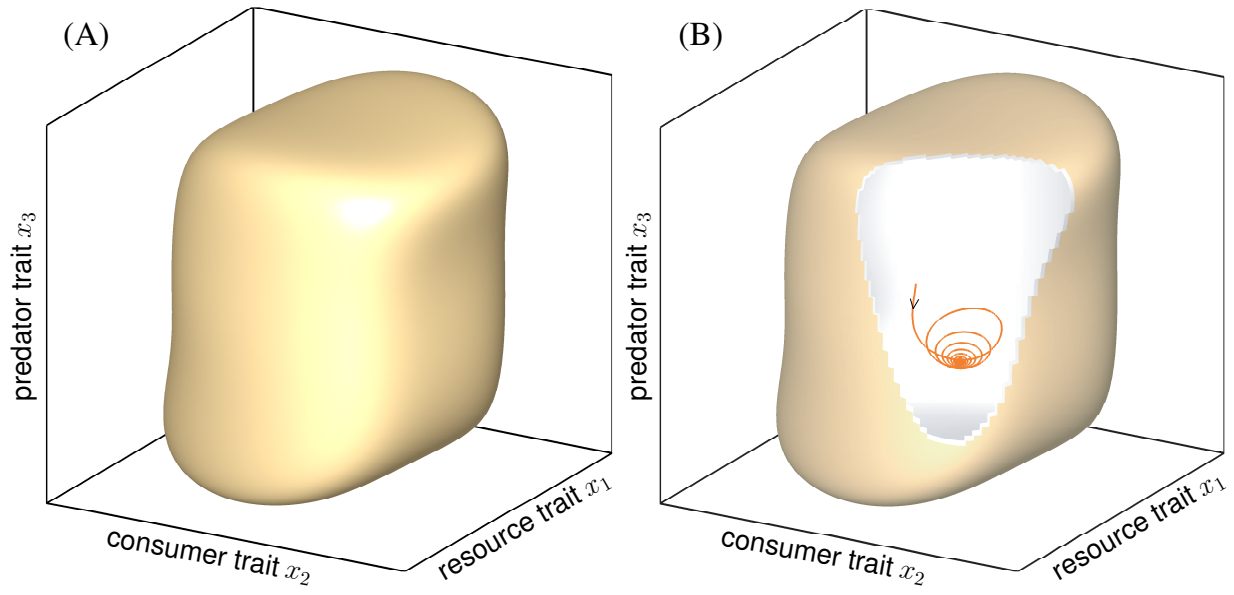 (A)
predator trait x₃
consumer trait x₂
resource trait x₁
(B)
predator trait x₃
consumer trait x₂
resource trait x₁